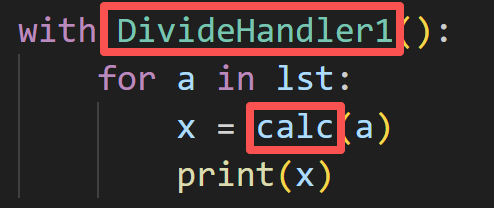 with DivideHandler1():
for a in lst:
x = calc(a)
print(x)